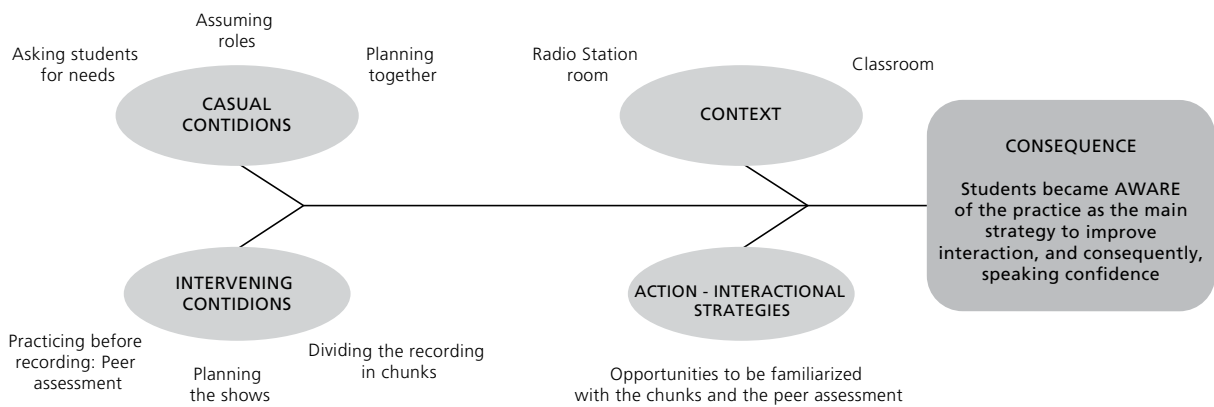 Assuming
roles
Asking students
for needs
Planning
together
CASUAL
CONTIDIONS
Radio Station
room
Classroom
CONTEXT
CONSEQUENCE
Students became AWARE
of the practice as the main
strategy to improve
interaction, and consequently,
speaking confidence
INTERVENING
CONTIDIONS
Practicing before
recording: Peer
assessment
Planning
the shows
Dividing the recording
in chunks
ACTION - INTERACTIONAL
STRATEGIES
Opportunities to be familiarized
with the chunks and the peer assessment